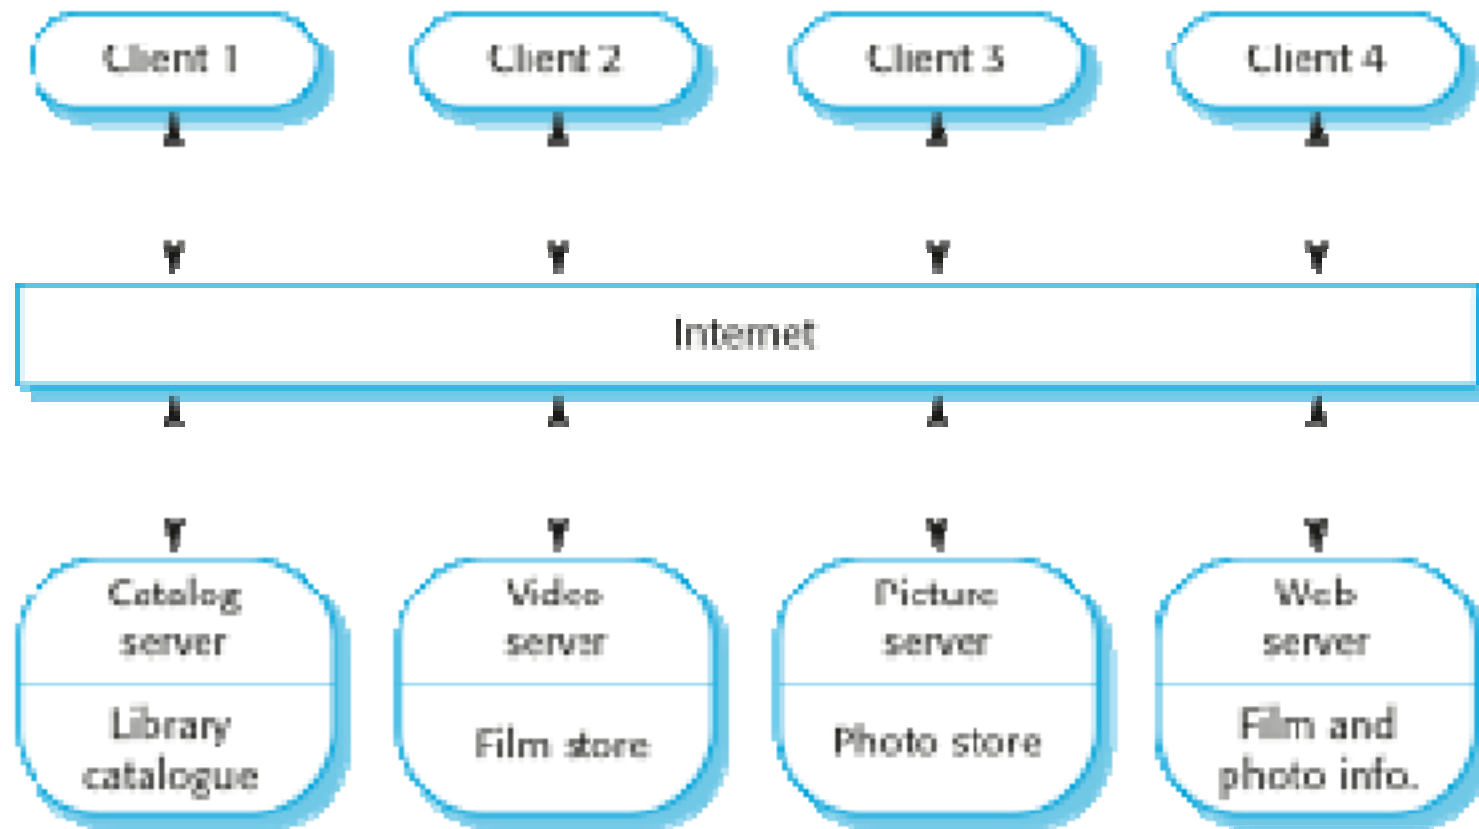 Client 1
Client 2
Client 3
Client 4
Internet
Catalog
server
Library
catalogue
Video
server
Film store
Picture
server
Photo store
Web
server
Film and
photo info.